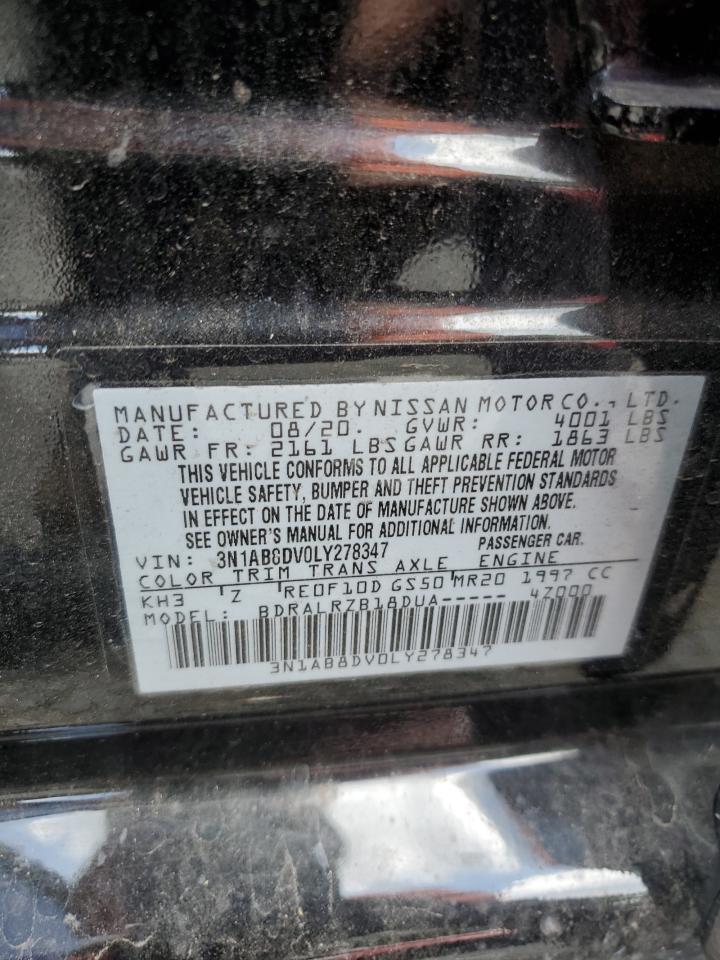 MANUFACTURED BY NISSAN MOTOR CO., LTD.
DATE: 08/20. GVWR: 4001 LBS
GAWR FR: 2161 LBS GAWR RR: 1863 LBS
THIS VEHICLE CONFORMS TO ALL APPLICABLE FEDERAL MOTOR
VEHICLE SAFETY, BUMPER AND THEFT PREVENTION STANDARDS
IN EFFECT ON THE DATE OF MANUFACTURE SHOWN ABOVE.
SEE OWNER'S MANUAL FOR ADDITIONAL INFORMATION.
VIN: 3N1AB8DV0LY278347 PASSENGER CAR.
COLOR TRIM TRANS AXLE ENGINE
KH3 'Z RE0F10D GS50 MR20 1997 CC
MODEL: BDRALRZB18DUA----- 4Z000
3N1AB8DV0LY278347